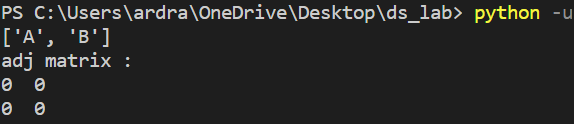 PS C:\Users\ardra\OneDrive\Desktop\ds_lab> python -u
['A', 'B']
adj matrix :
0  0
0  0